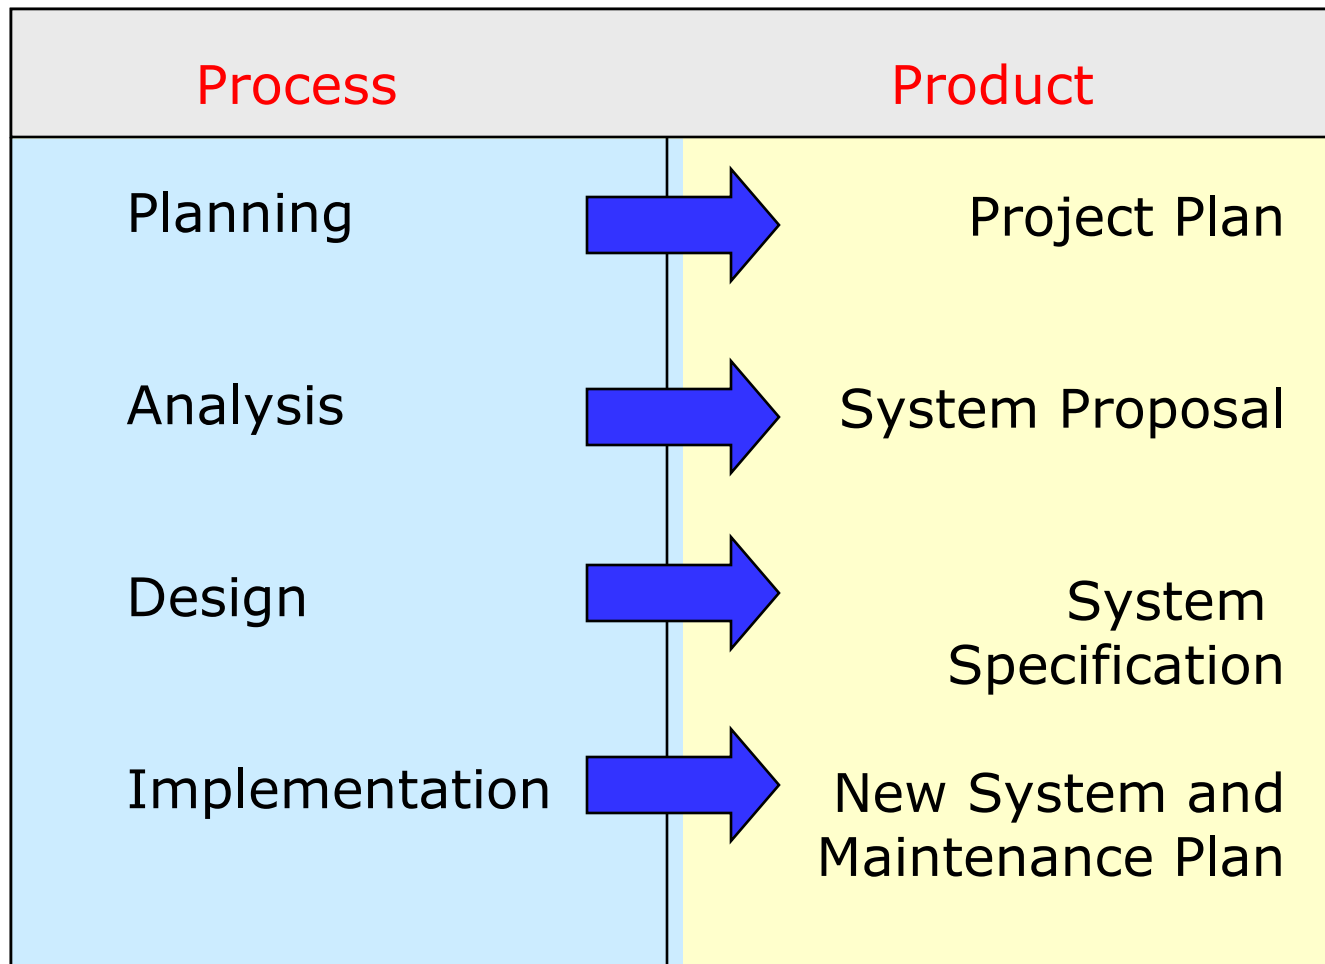 Process
Product
Planning
Project Plan
Analysis
System Proposal
Design
System
Specification
Implementation
New System and
Maintenance Plan